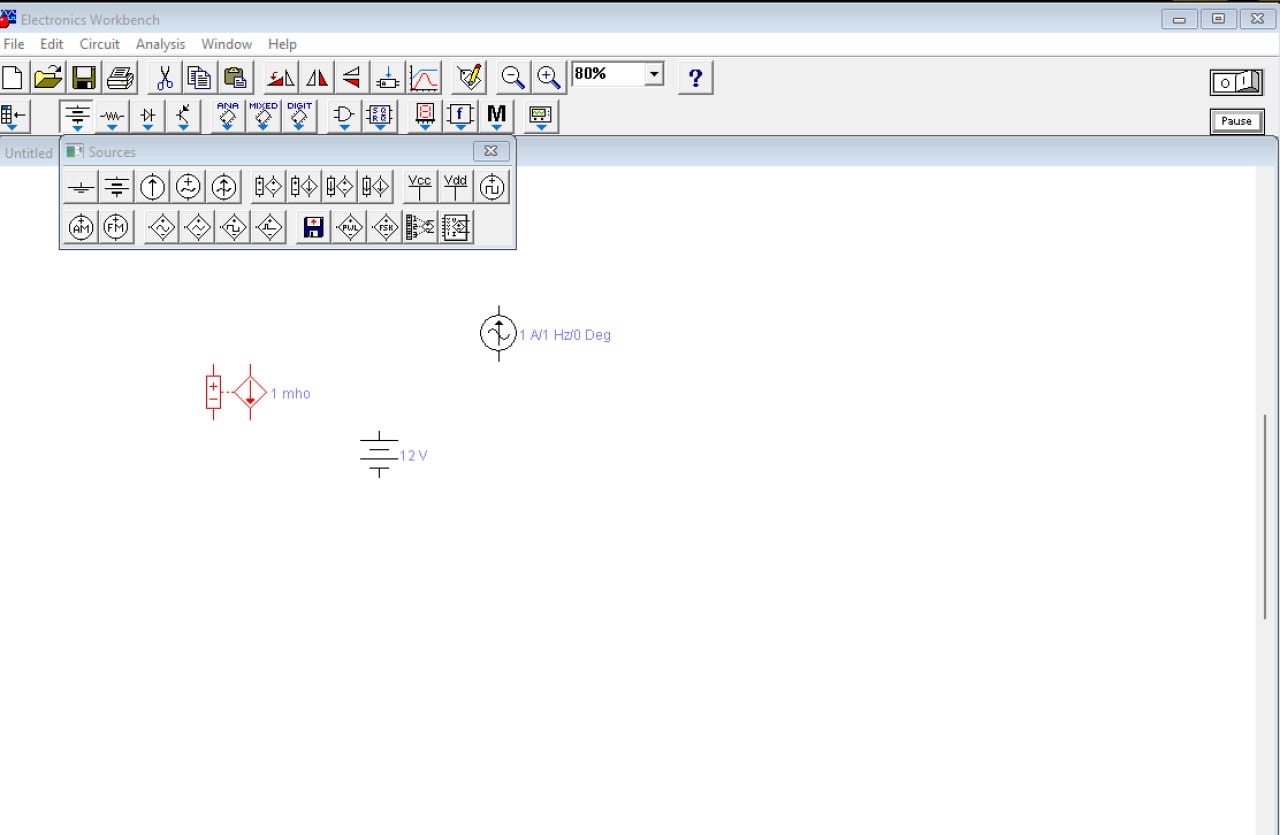 Electronics Workbench
File Edit Circuit Analysis Window Help
80% ?
ANA MIXED DIGIT
f M
Pause
Untitled
Sources
Vcc Vdd
AM FM PWL FSK
1 A/1 Hz/0 Deg
1 mho
12 V